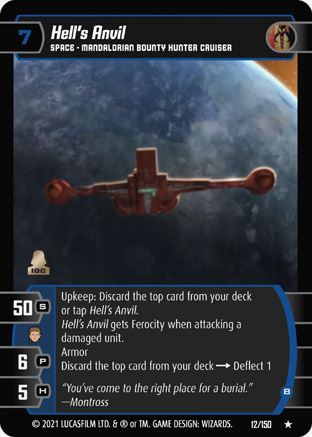 7
Hell's Anvil
SPACE - MANDALORIAN BOUNTY HUNTER CRUISER
IDC
50 S
6 P
5 H
Upkeep: Discard the top card from your deck
or tap Hell's Anvil.
Hell's Anvil gets Ferocity when attacking a
damaged unit.
Armor
Discard the top card from your deck → Deflect 1
"You've come to the right place for a burial."
—Montross
B
© 2021 LUCASFILM LTD. & ® or TM. GAME DESIGN: WIZARDS.
12/150 ★